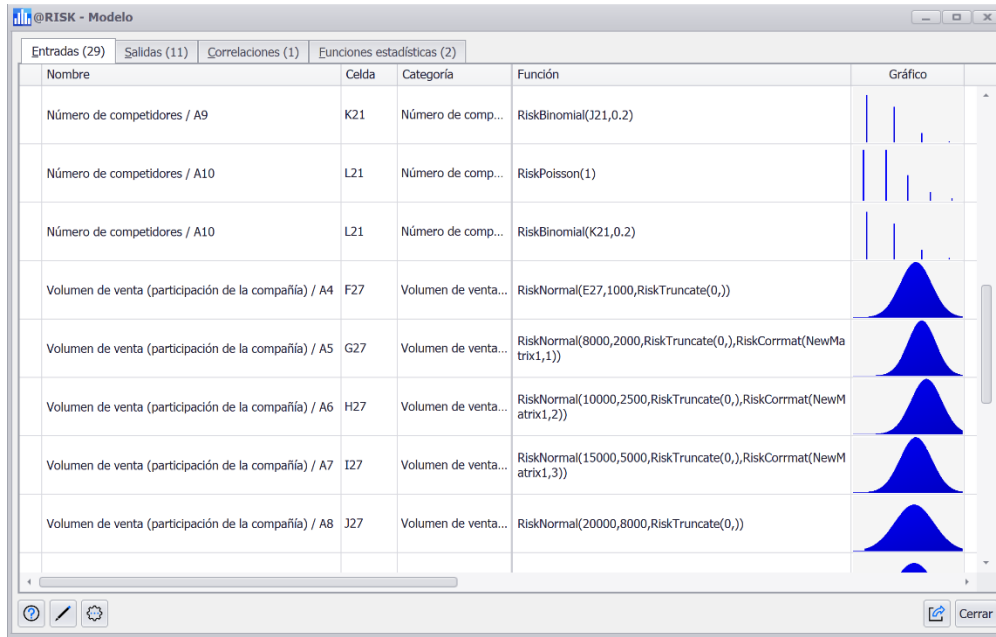 @RISK - Modelo
Entradas (29) Salidas (11) Correlaciones (1) Funciones estadísticas (2)
Nombre Celda Categoría Función Gráfico
Número de competidores / A9 K21 Número de comp... RiskBinomial(J21,0.2)
Número de competidores / A10 L21 Número de comp... RiskPoisson(1)
Número de competidores / A10 L21 Número de comp... RiskBinomial(K21,0.2)
Volumen de venta (participación de la compañía) / A4 F27 Volumen de venta... RiskNormal(E27,1000,RiskTruncate(0,))
Volumen de venta (participación de la compañía) / A5 G27 Volumen de venta... RiskNormal(8000,2000,RiskTruncate(0,),RiskCorrmat(NewMa
trix1,1))
Volumen de venta (participación de la compañía) / A6 H27 Volumen de venta... RiskNormal(10000,2500,RiskTruncate(0,),RiskCorrmat(NewM
atrix1,2))
Volumen de venta (participación de la compañía) / A7 I27 Volumen de venta... RiskNormal(15000,5000,RiskTruncate(0,),RiskCorrmat(NewM
atrix1,3))
Volumen de venta (participación de la compañía) / A8 J27 Volumen de venta... RiskNormal(20000,8000,RiskTruncate(0,))
Cerrar